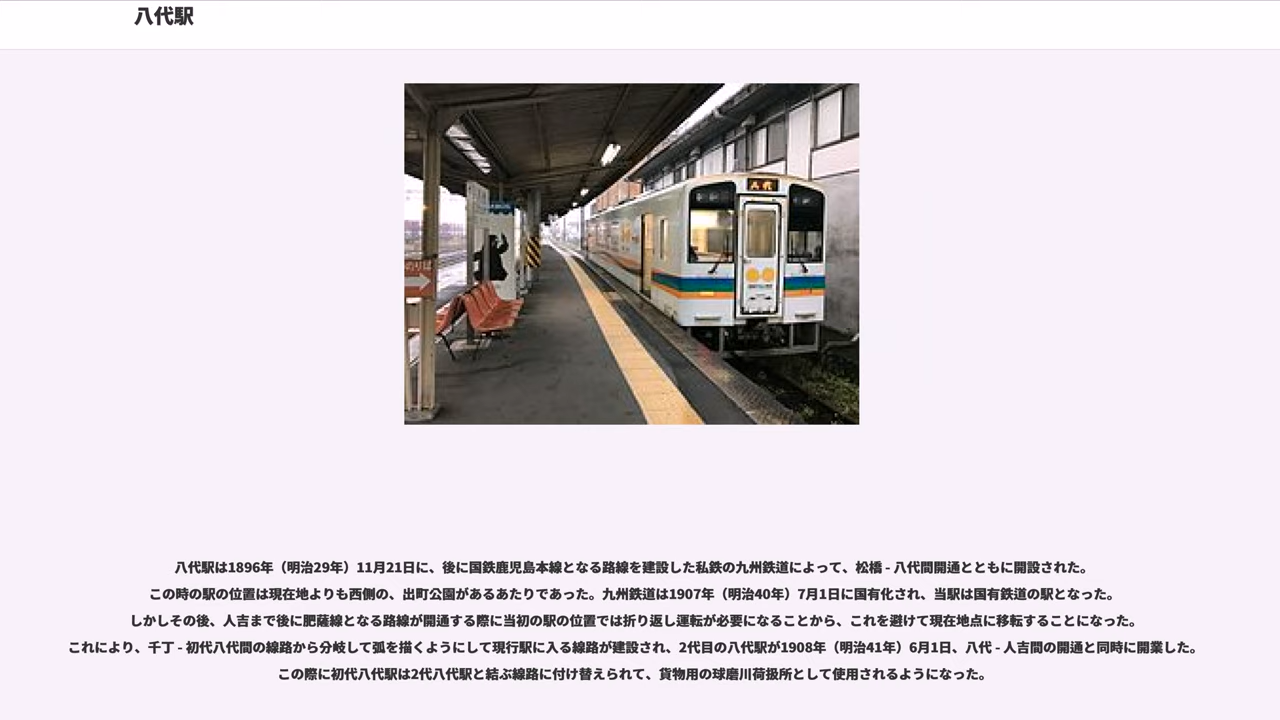 八代駅
八代
八代駅は1896年（明治29年）11月21日に、後に国鉄鹿児島本線となる路線を建設した私鉄の九州鉄道によって、松橋 - 八代間開通とともに開設された。
この時の駅の位置は現在地よりも西側の、出町公園があるあたりであった。九州鉄道は1907年（明治40年）7月1日に国有化され、当駅は国有鉄道の駅となった。
しかしその後、人吉まで後に肥薩線となる路線が開通する際に当初の駅の位置では折り返し運転が必要になることから、これを避けて現在地点に移転することになった。
これにより、千丁 - 初代八代間の線路から分岐して弧を描くようにして現行駅に入る線路が建設され、2代目の八代駅が1908年（明治41年）6月1日、八代 - 人吉間の開通と同時に開業した。
この際に初代八代駅は2代八代駅と結ぶ線路に付け替えられて、貨物用の球磨川荷扱所として使用されるようになった。